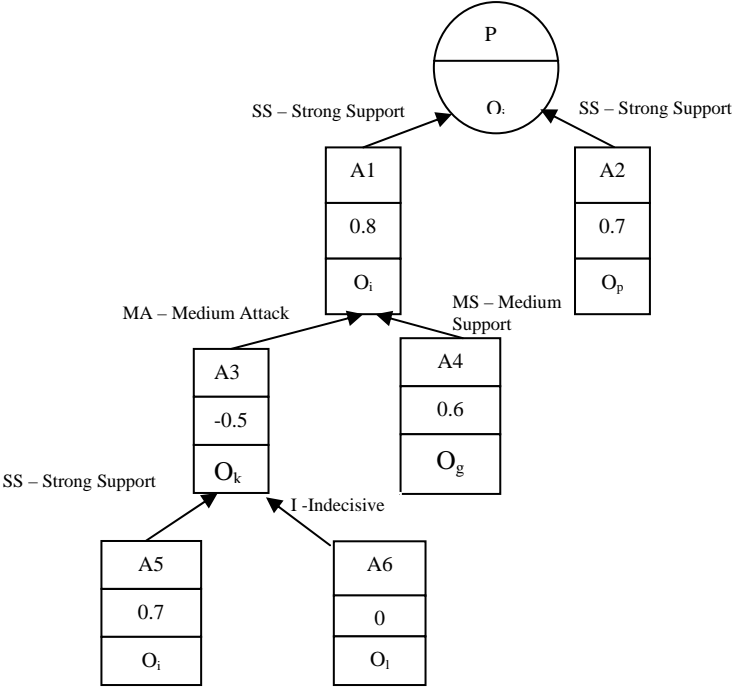 P
SS – Strong Support
SS – Strong Support
A1
A2
0.8
0.7
Oᵢ
Oₚ
MA – Medium Attack
MS – Medium
Support
A3
A4
-0.5
0.6
Oₖ
O₉
SS – Strong Support
I -Indecisive
A5
A6
0.7
0
Oᵢ
Oₗ